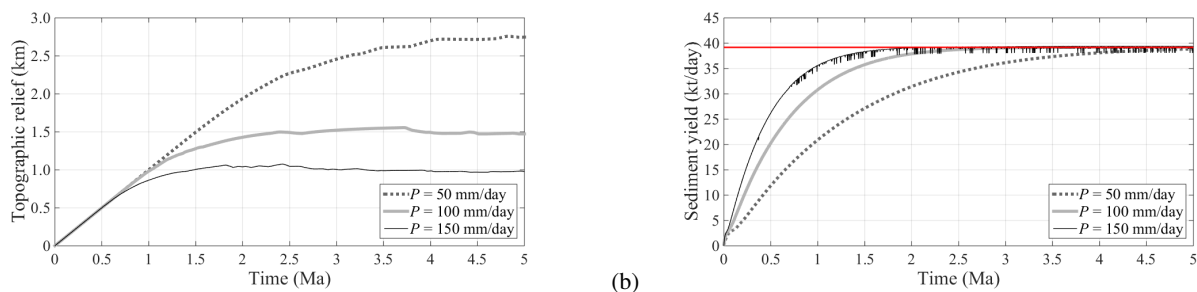 Topographic relief (km)
3.0
2.5
2.0
1.5
1.0
0.5
0
0 0.5 1 1.5 2 2.5 3 3.5 4 4.5 5
Time (Ma)
P = 50 mm/day
P = 100 mm/day
P = 150 mm/day
(b)
Sediment yield (kt/day)
45
40
35
30
25
20
15
10
5
0
0 0.5 1 1.5 2 2.5 3 3.5 4 4.5 5
Time (Ma)
P = 50 mm/day
P = 100 mm/day
P = 150 mm/day